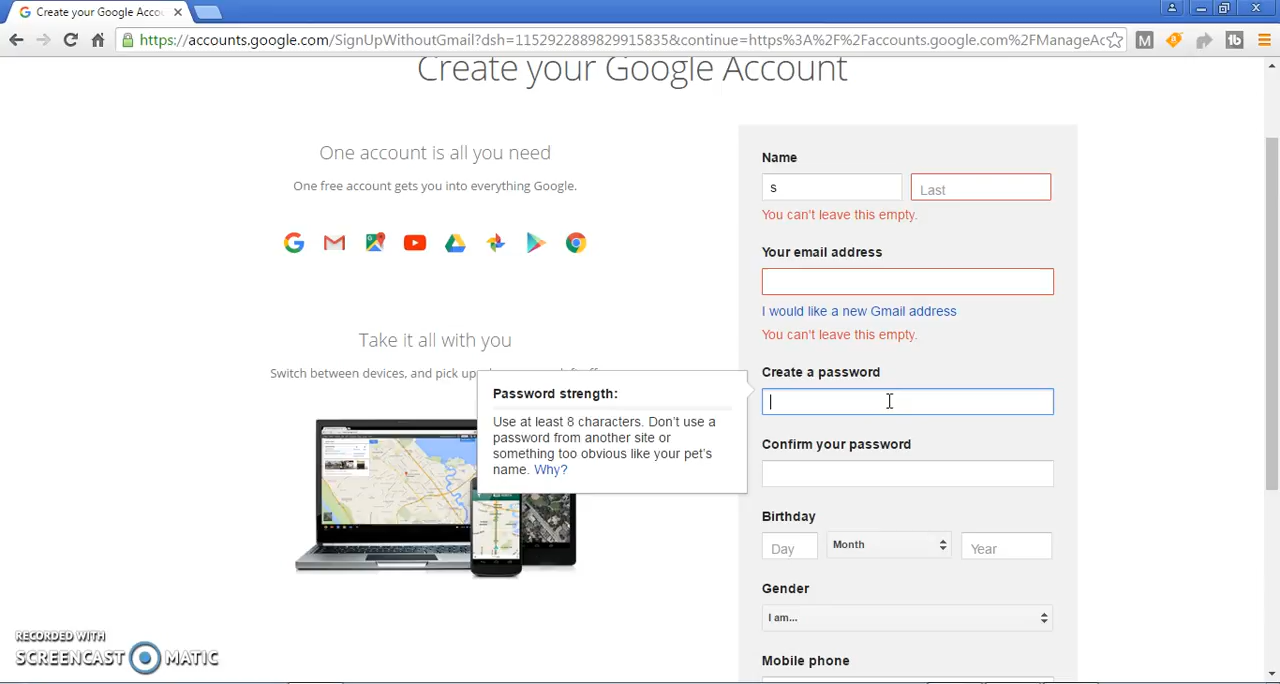 Create your Google Acco
https://accounts.google.com/SignUpWithoutGmail?dsh=1152922889829915835&continue=https%3A%2F%2Faccounts.google.com%2FManageAc
M
tb
Create your Google Account
One account is all you need
One free account gets you into everything Google.
Take it all with you
Switch between devices, and pick up
Name
s
Last
You can't leave this empty.
Your email address
I would like a new Gmail address
You can't leave this empty.
Create a password
Password strength:
Use at least 8 characters. Don't use a
password from another site or
something too obvious like your pet's
name. Why?
Confirm your password
Birthday
Day
Month
Year
Gender
I am...
Mobile phone
RECORDED WITH
SCREENCAST MATIC